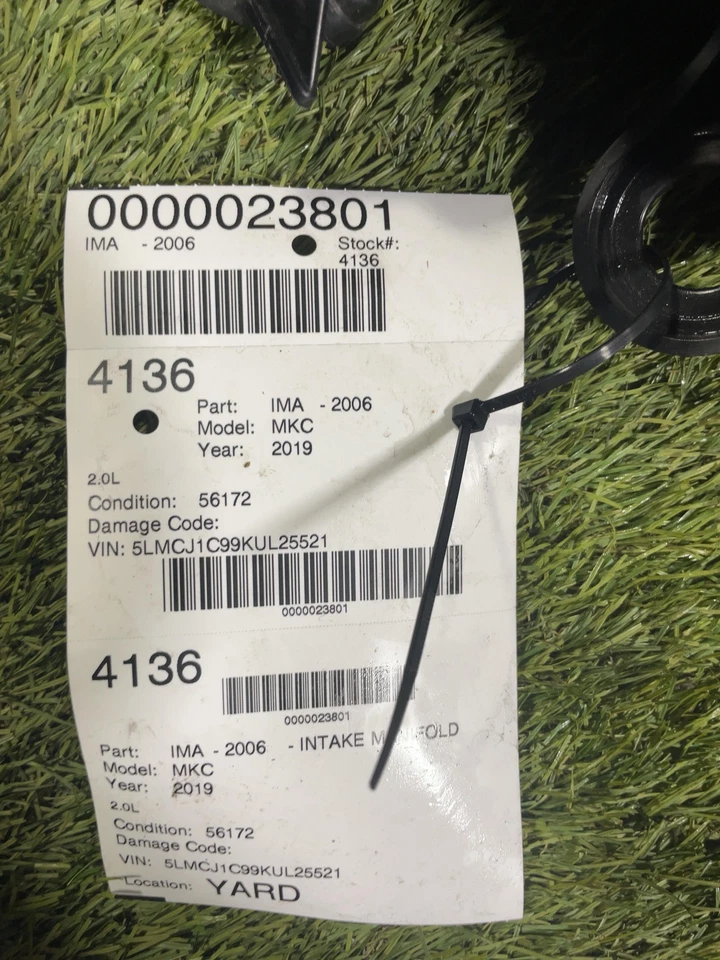 0000023801
IMA - 2006 Stock#:
4136
4136
Part: IMA - 2006
Model: MKC
Year: 2019
2.0L
Condition: 56172
Damage Code:
VIN: 5LMCJ1C99KUL25521
0000023801
4136
0000023801
Part: IMA - 2006 - INTAKE
Model: MKC
Year: 2019
2.0L
Condition: 56172
Damage Code:
VIN: 5LMCJ1C99KUL25521
Location: YARD